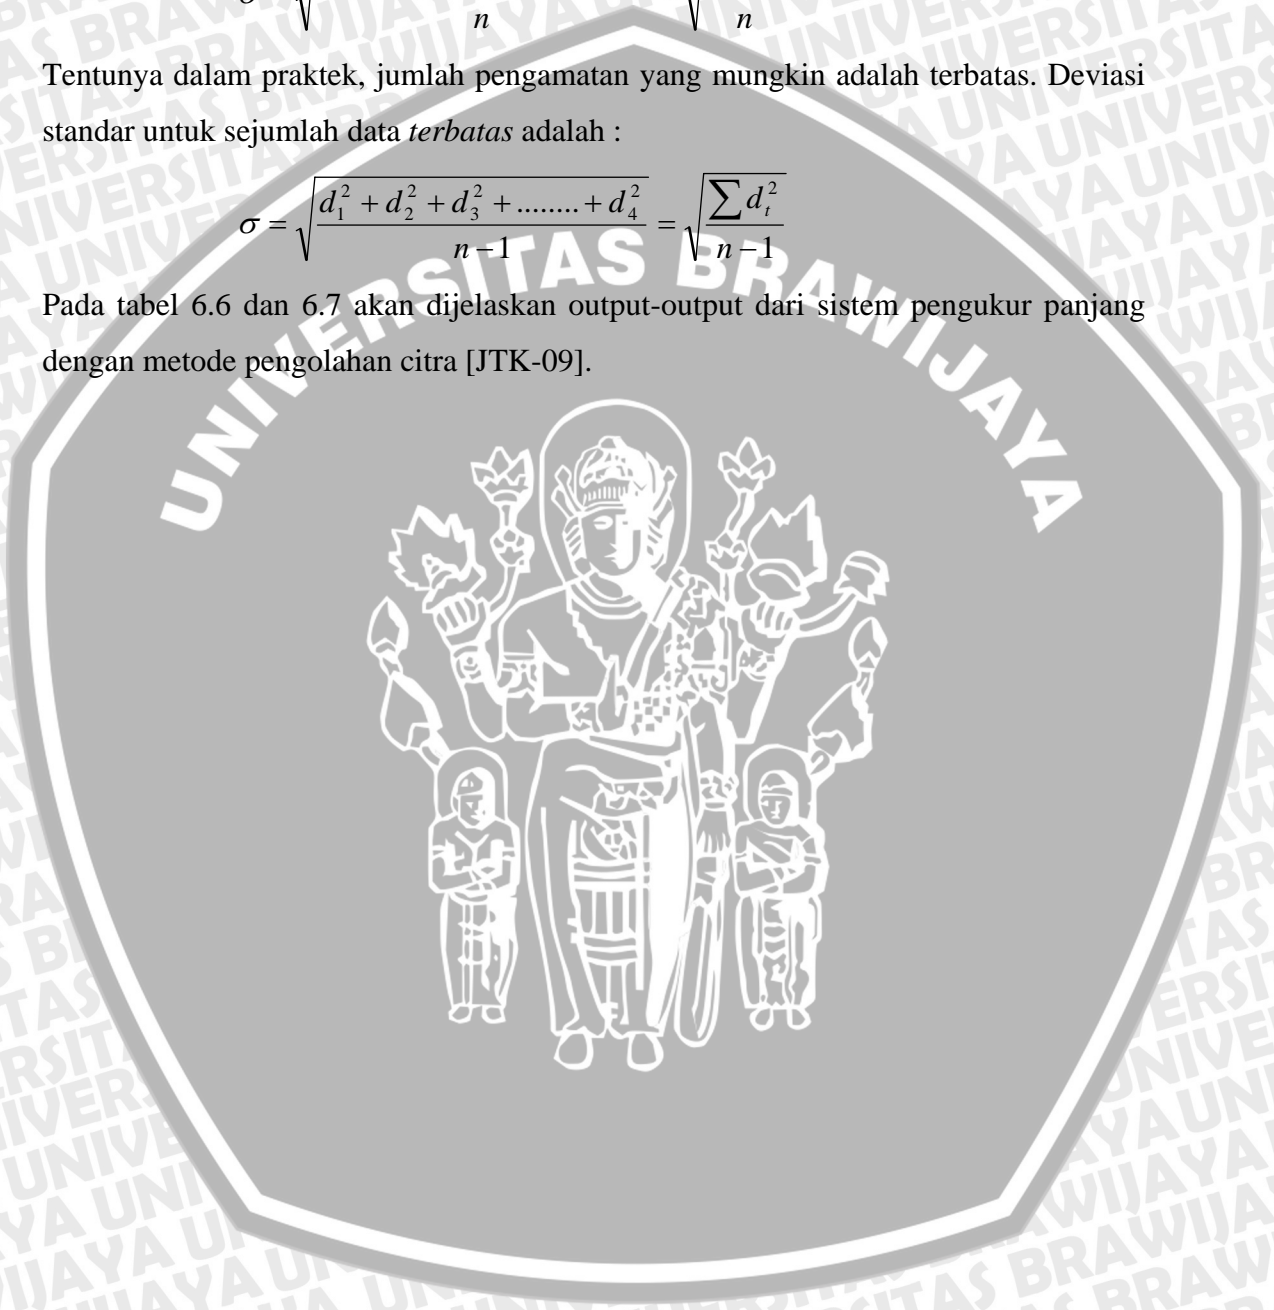 n n
Tentunya dalam praktek, jumlah pengamatan yang mungkin adalah terbatas. Deviasi
standar untuk sejumlah data terbatas adalah :
σ = √((d₁² + d₂² + d₃² + ........ + d₄²) / (n − 1)) = √(∑ dₜ² / (n − 1))
Pada tabel 6.6 dan 6.7 akan dijelaskan output-output dari sistem pengukur panjang
dengan metode pengolahan citra [JTK-09].
UNIVERSITAS BRAWIJAYA